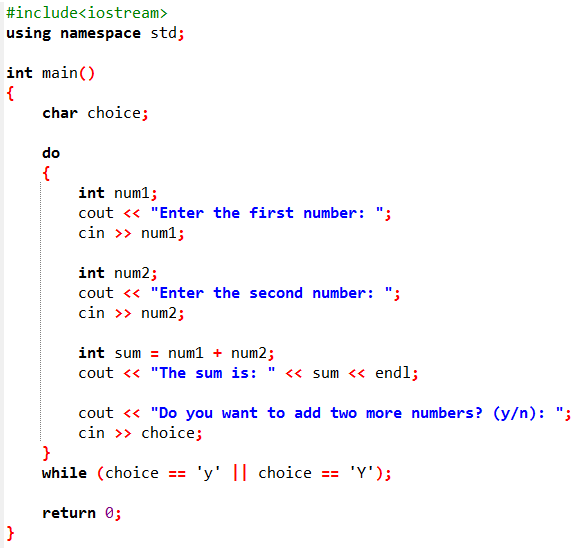 #include<iostream>
using namespace std;
int main()
{
char choice;
do
{
int num1;
cout << "Enter the first number: ";
cin >> num1;
int num2;
cout << "Enter the second number: ";
cin >> num2;
int sum = num1 + num2;
cout << "The sum is: " << sum << endl;
cout << "Do you want to add two more numbers? (y/n): ";
cin >> choice;
}
while (choice == 'y' || choice == 'Y');
return 0;
}